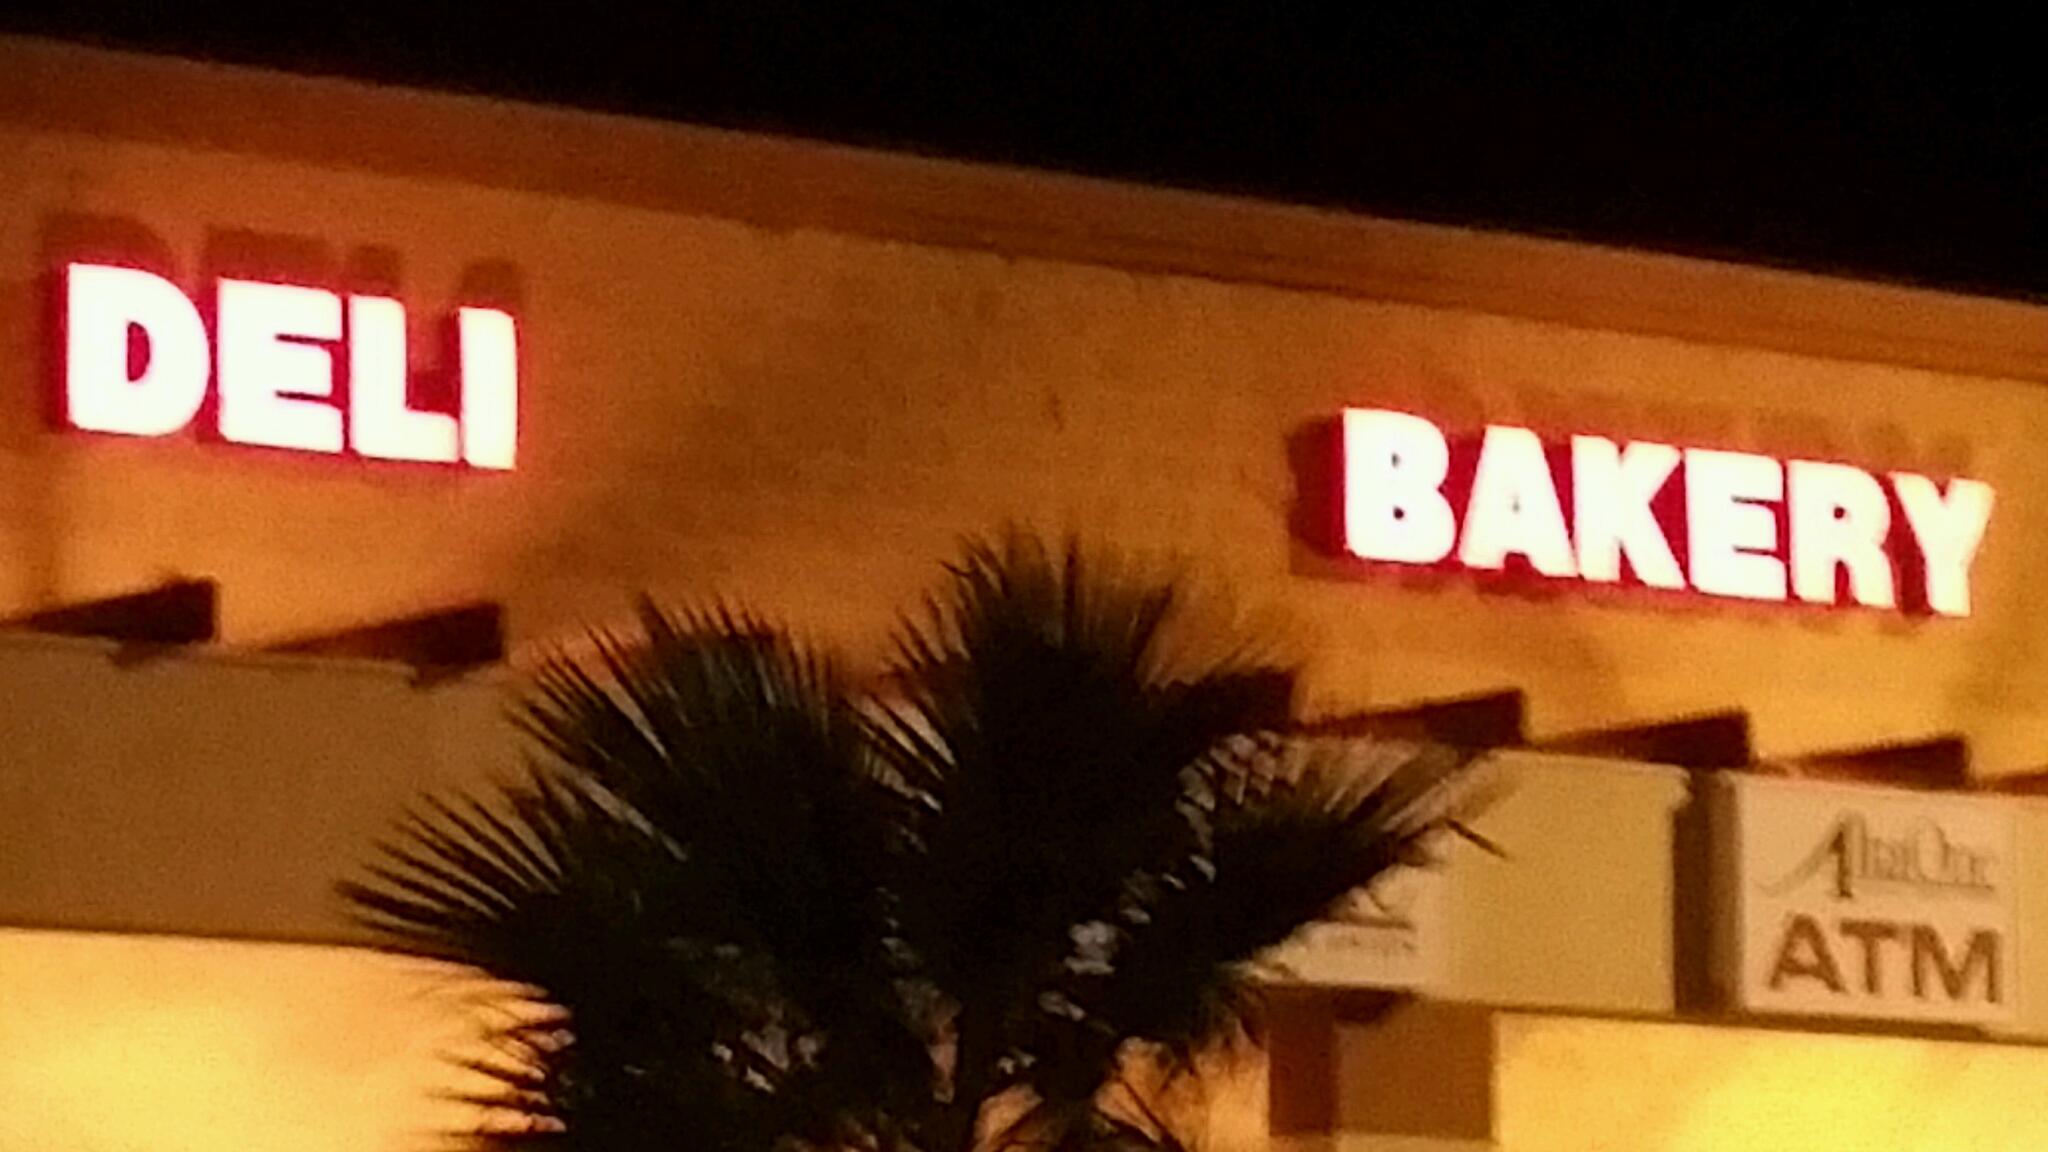 DELI
BAKERY
AltaOne
ATM